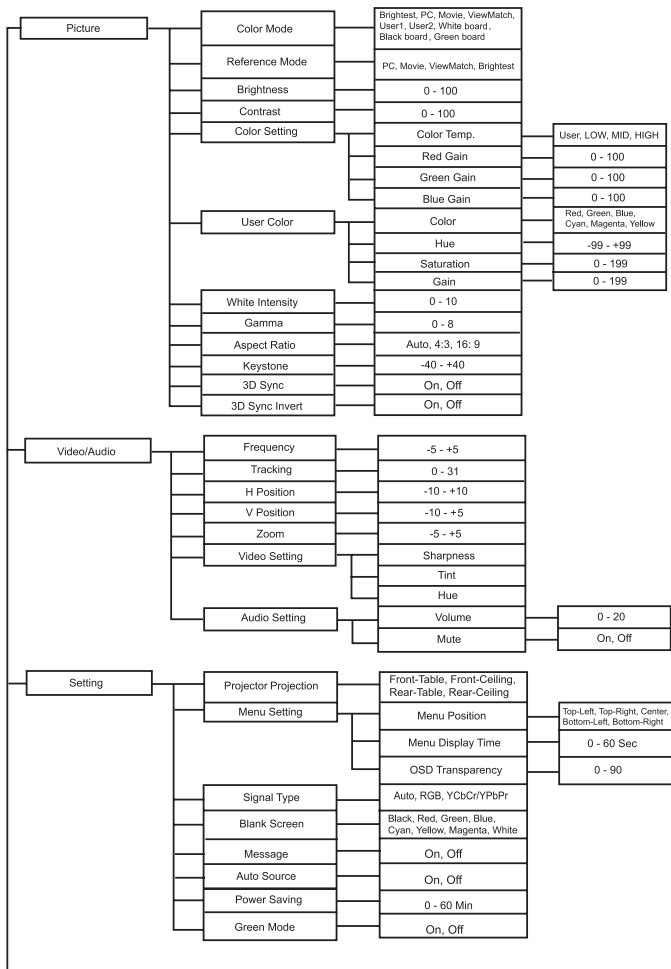 Picture
Color Mode
Brightest, PC, Movie, ViewMatch,
User1, User2, White board,
Black board, Green board
Reference Mode
PC, Movie, ViewMatch, Brightest
Brightness
0 - 100
Contrast
0 - 100
Color Setting
Color Temp.
User, LOW, MID, HIGH
Red Gain
0 - 100
Green Gain
0 - 100
Blue Gain
0 - 100
User Color
Color
Red, Green, Blue,
Cyan, Magenta, Yellow
Hue
-99 - +99
Saturation
0 - 199
Gain
0 - 199
White Intensity
0 - 10
Gamma
0 - 8
Aspect Ratio
Auto, 4:3, 16: 9
Keystone
-40 - +40
3D Sync
On, Off
3D Sync Invert
On, Off
Video/Audio
Frequency
-5 - +5
Tracking
0 - 31
H Position
-10 - +10
V Position
-10 - +5
Zoom
-5 - +5
Video Setting
Sharpness
Tint
Hue
Audio Setting
Volume
0 - 20
Mute
On, Off
Setting
Projector Projection
Front-Table, Front-Ceiling,
Rear-Table, Rear-Ceiling
Menu Setting
Menu Position
Top-Left, Top-Right, Center,
Bottom-Left, Bottom-Right
Menu Display Time
0 - 60 Sec
OSD Transparency
0 - 90
Signal Type
Auto, RGB, YCbCr/YPbPr
Blank Screen
Black, Red, Green, Blue,
Cyan, Yellow, Magenta, White
Message
On, Off
Auto Source
On, Off
Power Saving
0 - 60 Min
Green Mode
On, Off